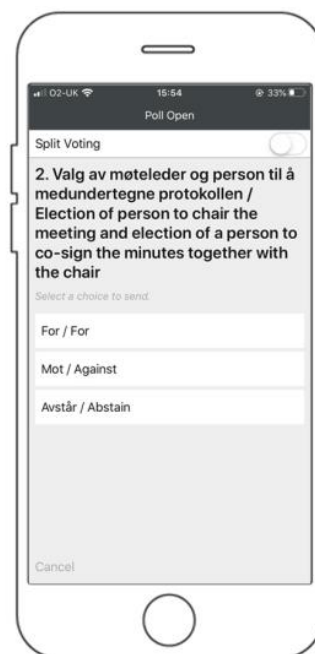 O2-UK 15:54 33%
Poll Open
Split Voting
2. Valg av møteleder og person til å
medundertegne protokollen /
Election of person to chair the
meeting and election of a person to
co-sign the minutes together with
the chair
Select a choice to send.
For / For
Mot / Against
Avstår / Abstain
Cancel